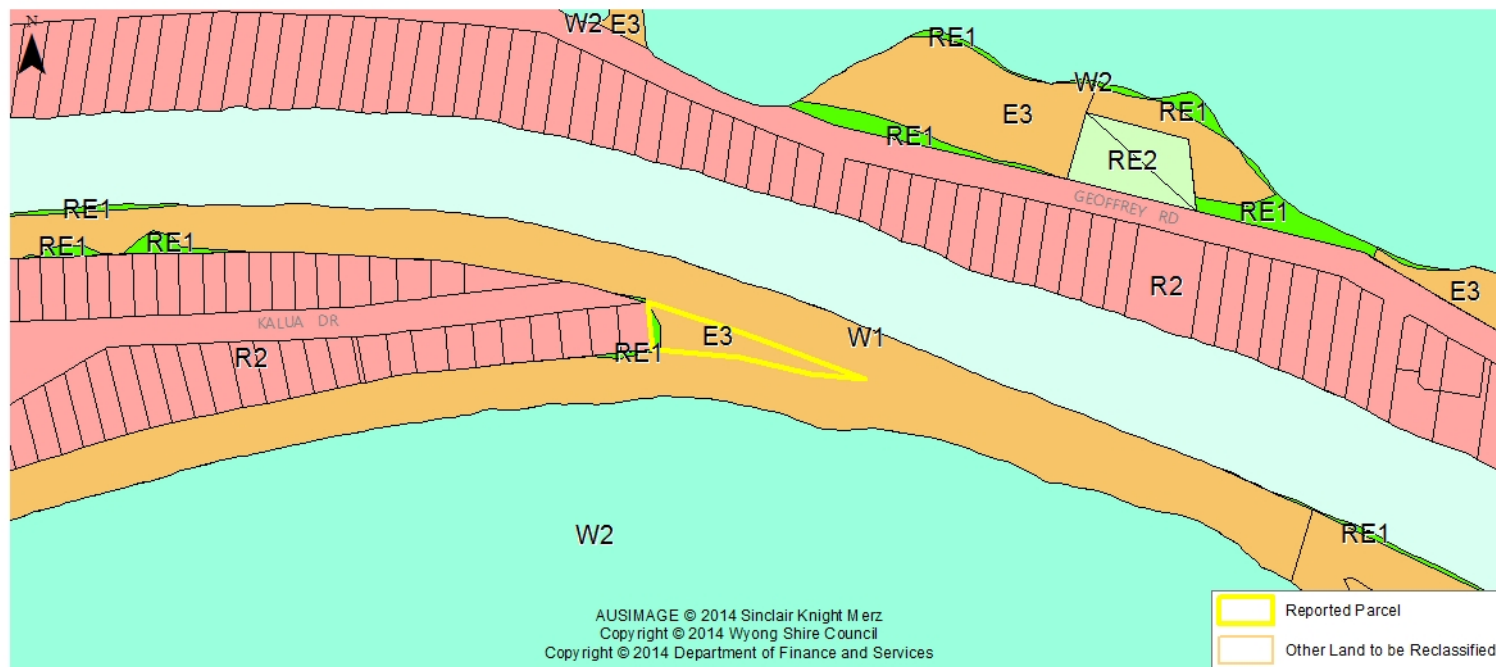 N
W2 E3
RE1
W2
E3
RE1
RE1
RE2
GEOFFREY RD
RE1
RE1
RE1
RE1
R2
E3
KALUA DR
E3
W1
RE1
R2
W2
RE1
AUSIMAGE © 2014 Sinclair Knight Merz
Copyright © 2014 Wyong Shire Council
Copyright © 2014 Department of Finance and Services
Reported Parcel
Other Land to be Reclassified